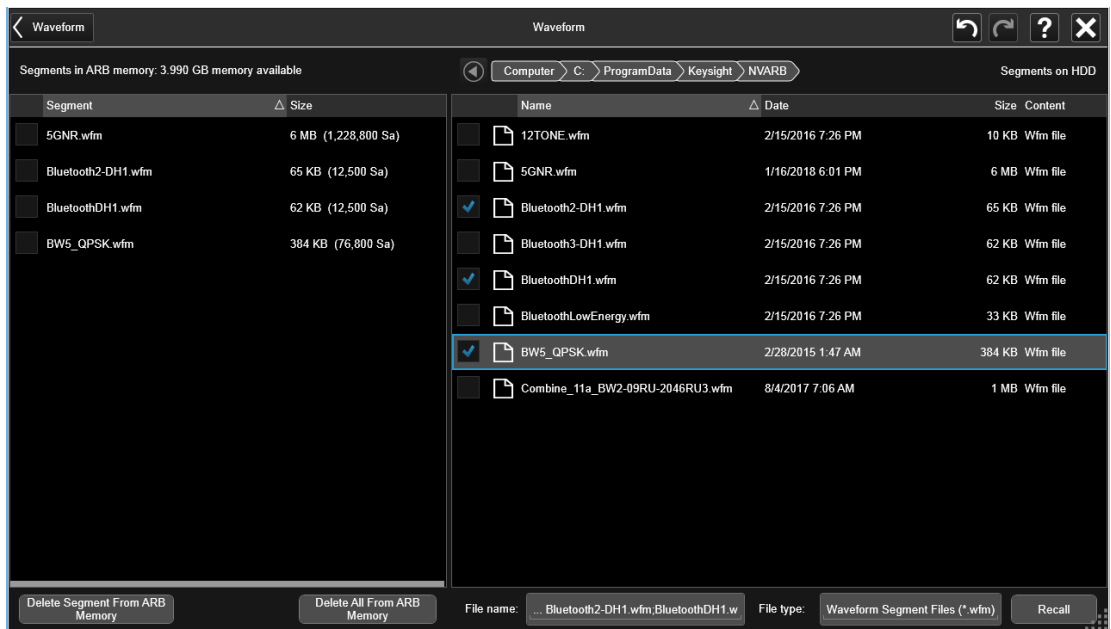 Waveform
Waveform
Segments in ARB memory: 3.990 GB memory available
Computer C: ProgramData Keysight NVARB
Segments on HDD
Segment Size
5GNR.wfm 6 MB (1,228,800 Sa)
Bluetooth2-DH1.wfm 65 KB (12,500 Sa)
BluetoothDH1.wfm 62 KB (12,500 Sa)
BW5_QPSK.wfm 384 KB (76,800 Sa)
Name Date Size Content
12TONE.wfm 2/15/2016 7:26 PM 10 KB Wfm file
5GNR.wfm 1/16/2018 6:01 PM 6 MB Wfm file
Bluetooth2-DH1.wfm 2/15/2016 7:26 PM 65 KB Wfm file
Bluetooth3-DH1.wfm 2/15/2016 7:26 PM 62 KB Wfm file
BluetoothDH1.wfm 2/15/2016 7:26 PM 62 KB Wfm file
BluetoothLowEnergy.wfm 2/15/2016 7:26 PM 33 KB Wfm file
BW5_QPSK.wfm 2/28/2015 1:47 AM 384 KB Wfm file
Combine_11a_BW2-09RU-2046RU3.wfm 8/4/2017 7:06 AM 1 MB Wfm file
Delete Segment From ARB
Memory
Delete All From ARB
Memory
File name: ... Bluetooth2-DH1.wfm;BluetoothDH1.w
File type: Waveform Segment Files (*.wfm)
Recall